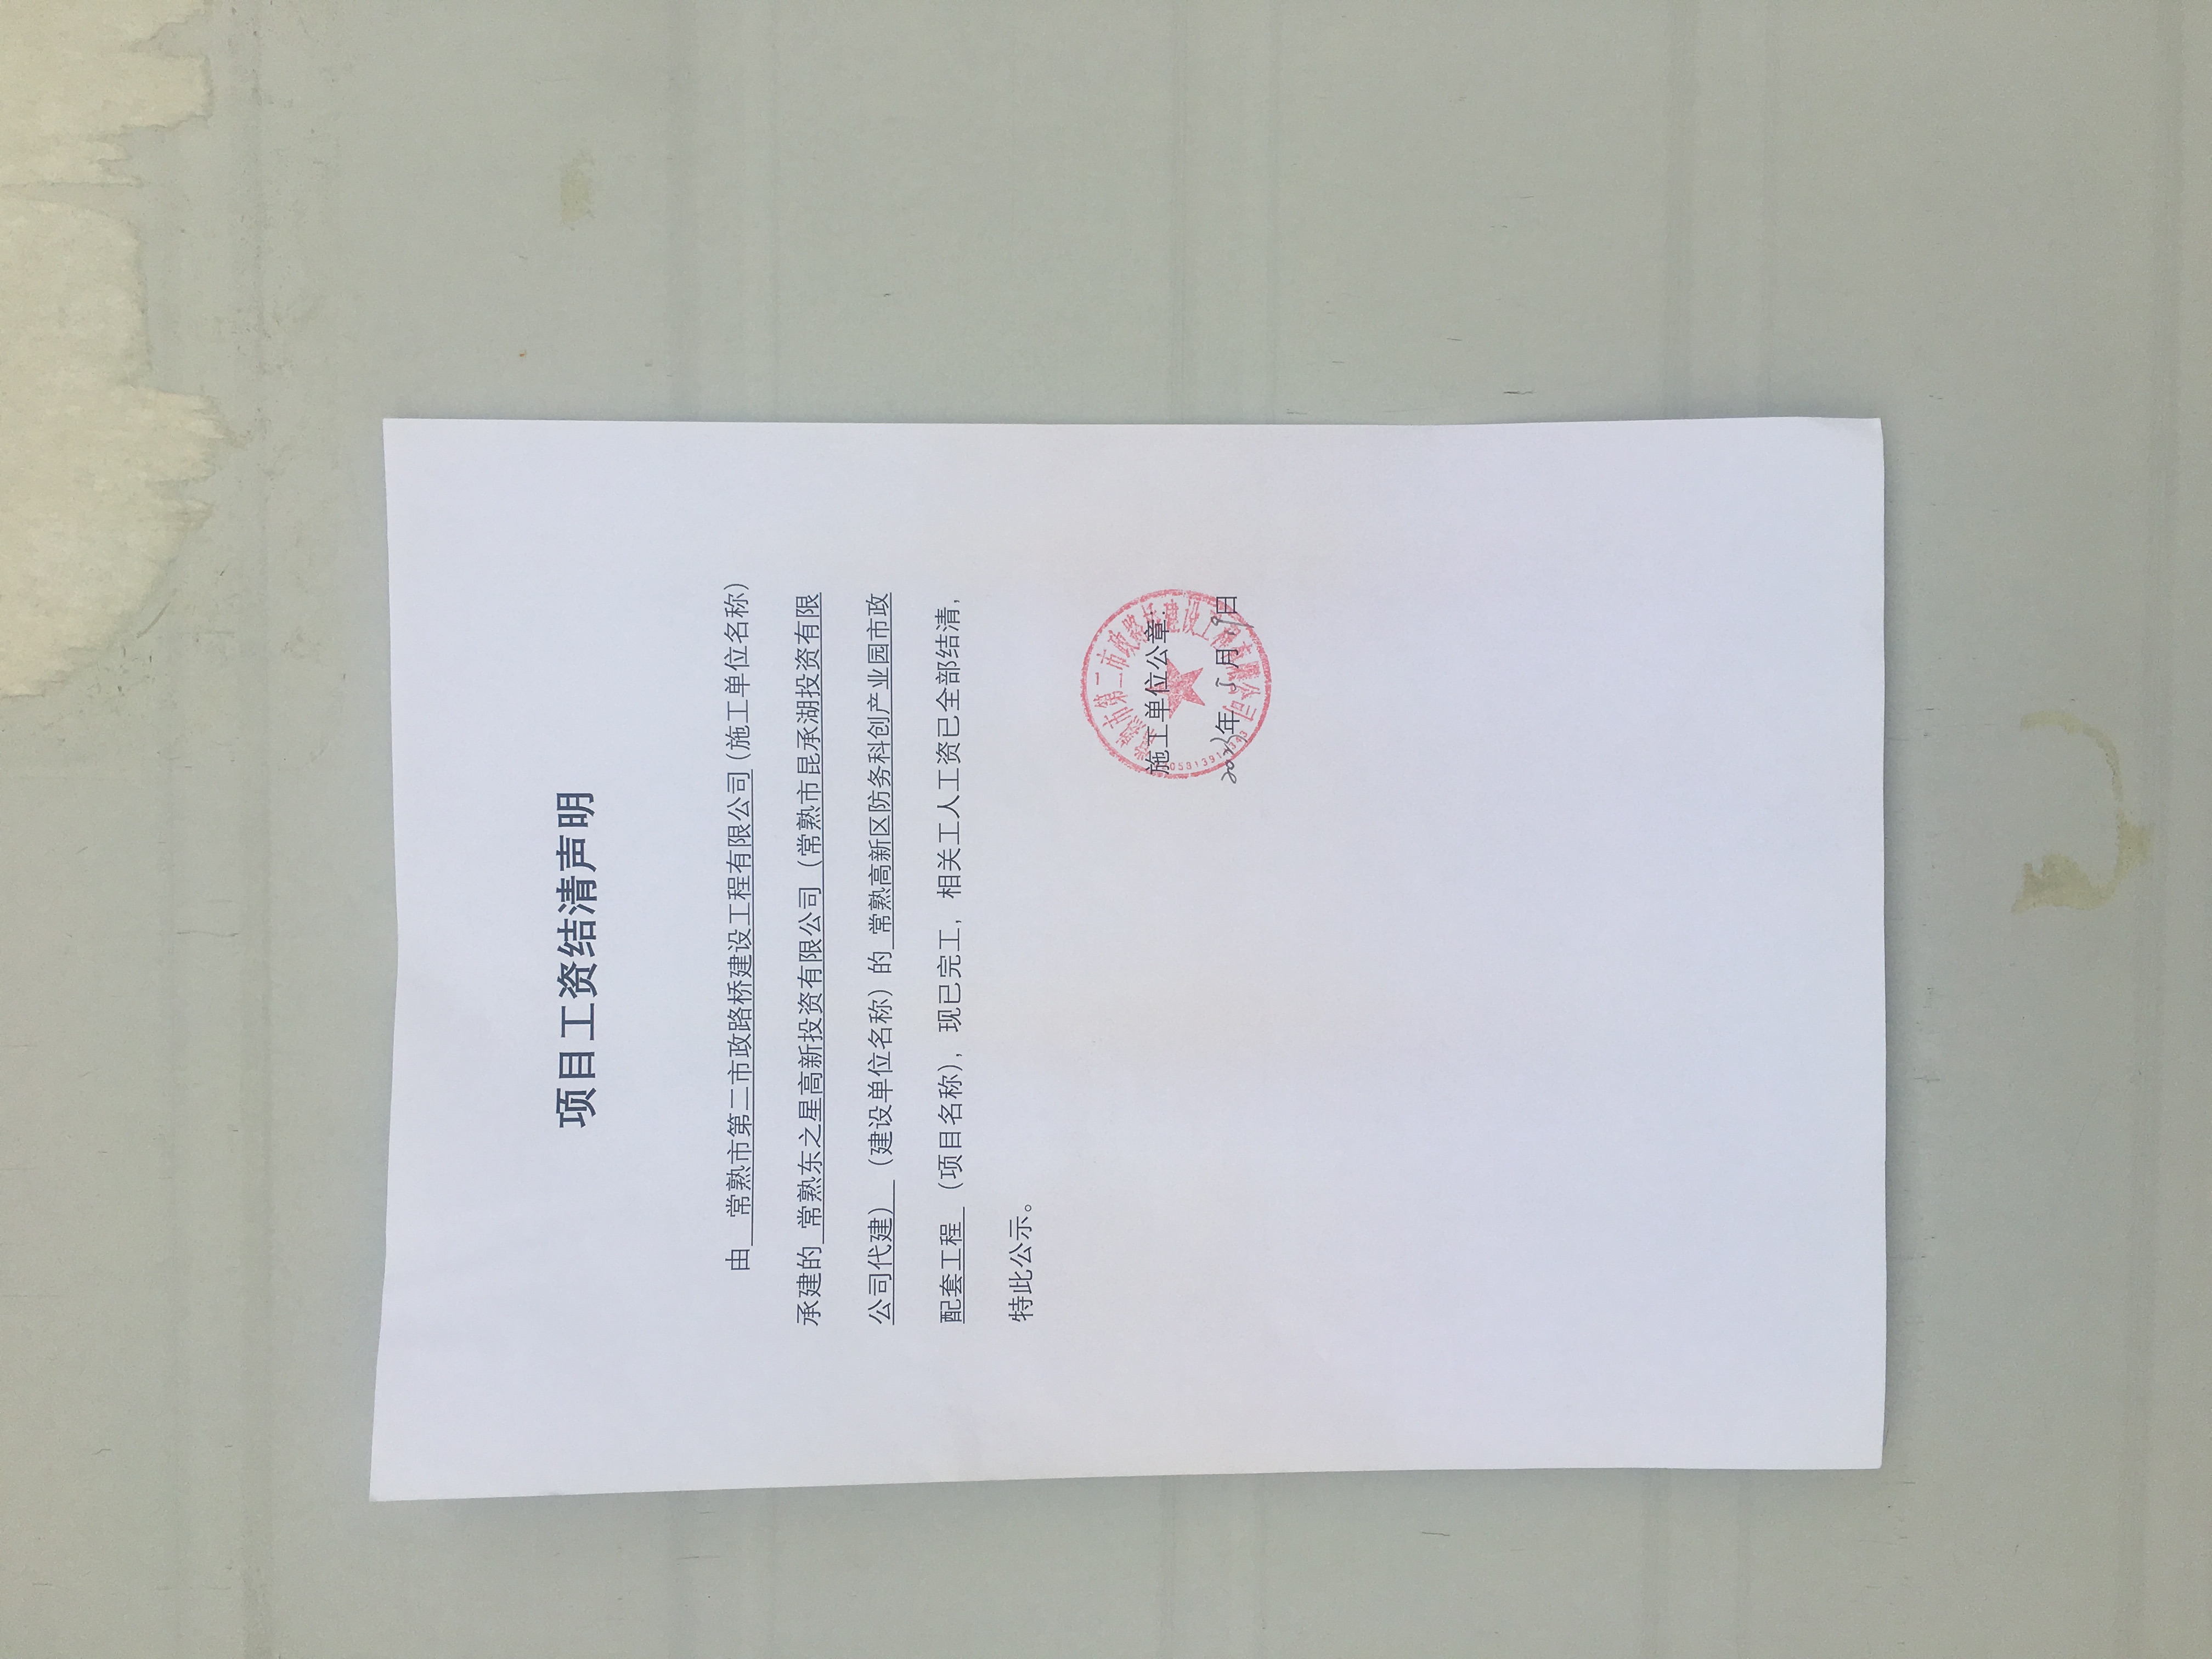 项目工资结清声明
由 常熟市第二市政路桥建设工程有限公司（施工单位名称）
承建的 常熟东之星高新投资有限公司（常熟市昆承湖投资有限
公司代建） （建设单位名称）的 常熟高新区防务科创产业园市政
配套工程 （项目名称），现已完工，相关工人工资已全部结清，
特此公示。
施工单位公章：
年 月 日